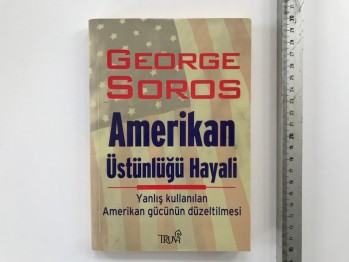 GEORGE
SOROS
Amerikan
Üstünlüğü Hayali
Yanlış kullanılan
Amerikan gücünün düzeltilmesi
TRUVA